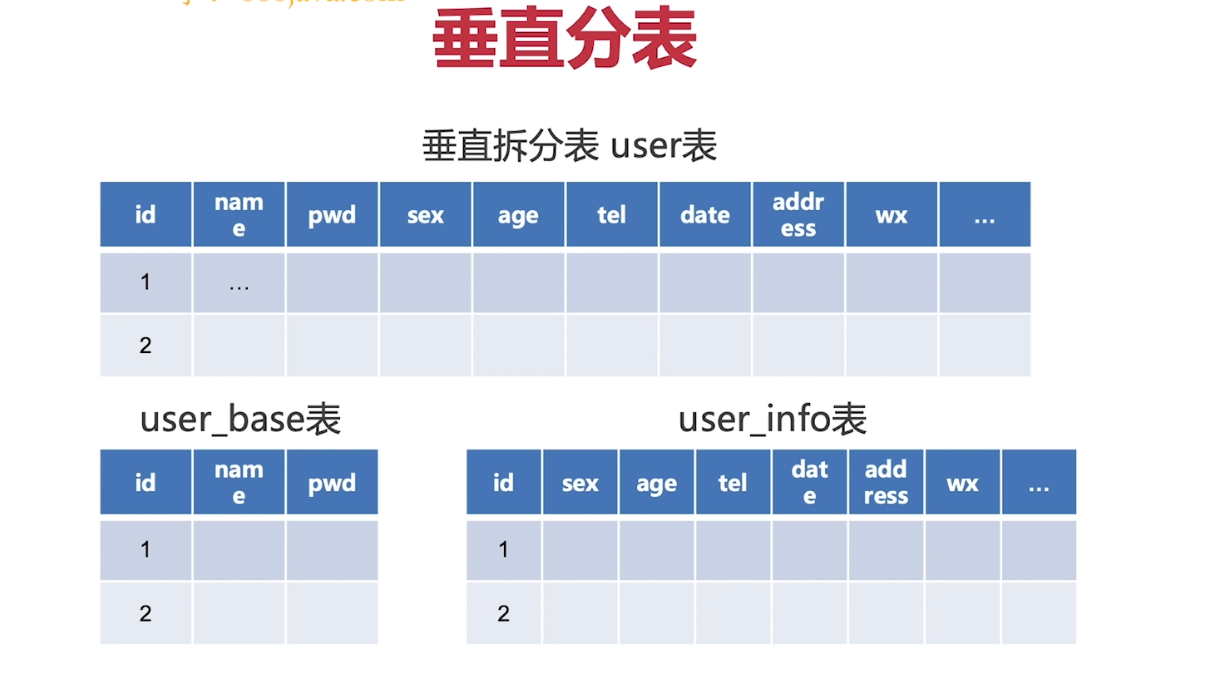 垂直分表
垂直拆分表 user表
id name pwd sex age tel date address wx ...
1 ...
2
user_base表 user_info表
id name pwd id sex age tel date address wx ...
1 1
2 2